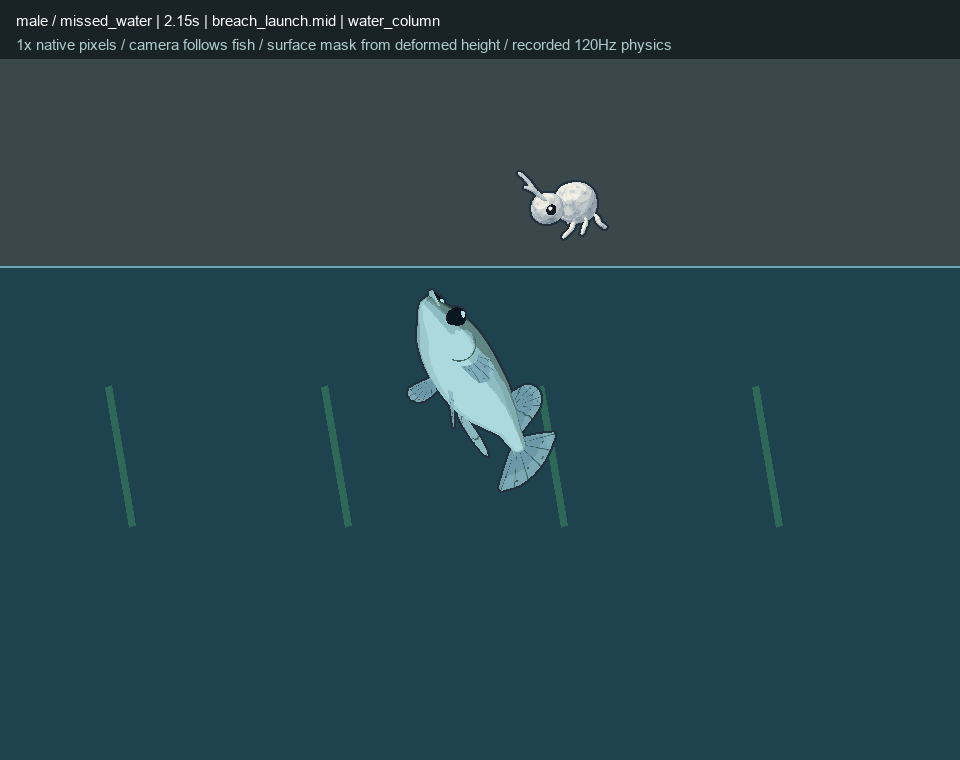 male / missed_water | 2.15s | breach_launch.mid | water_column
1x native pixels / camera follows fish / surface mask from deformed height / recorded 120Hz physics